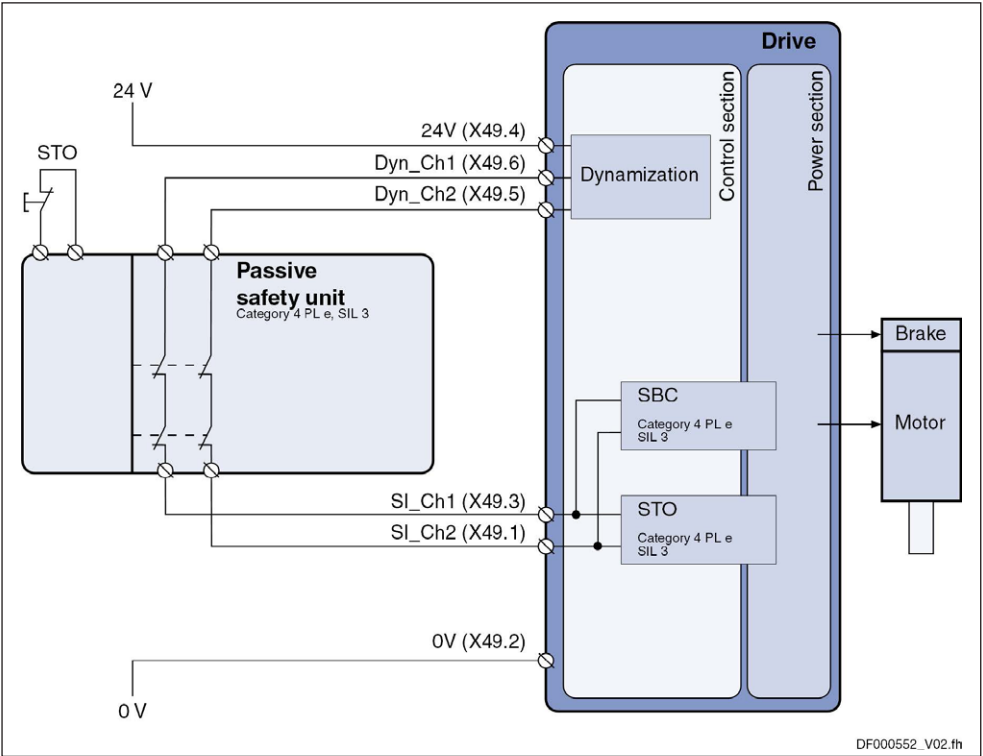 Drive
Control section
Power section
24 V
24V (X49.4)
STO
Dyn_Ch1 (X49.6)
Dynamization
Dyn_Ch2 (X49.5)
Passive
safety unit
Category 4 PL e, SIL 3
Brake
SBC
Category 4 PL e
SIL 3
Motor
SI_Ch1 (X49.3)
STO
SI_Ch2 (X49.1)
Category 4 PL e
SIL 3
0V (X49.2)
0 V
DF000552_V02.fh